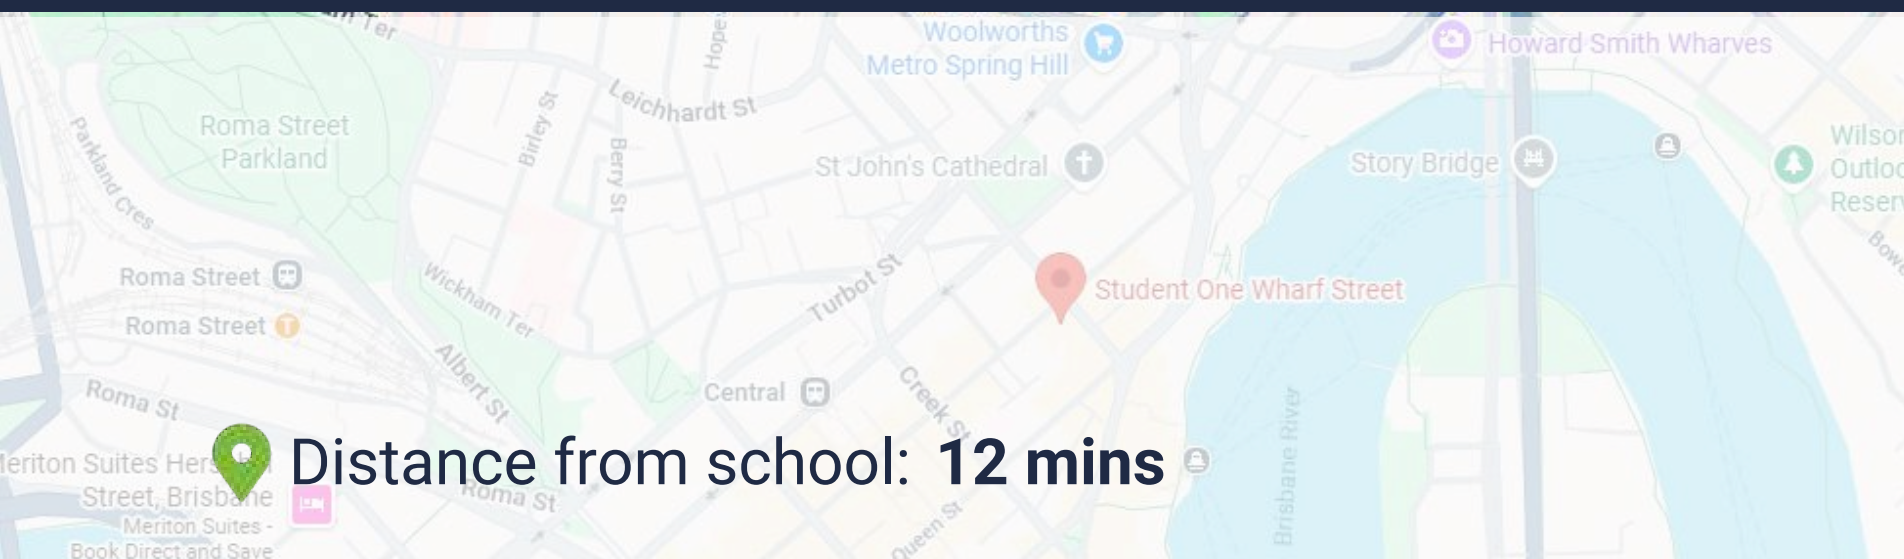 Ter
Hope
Woolworths
Metro Spring Hill
Howard Smith Wharves
Leichhardt St
Roma Street
Parkland
Birley St
Berry St
Parkland Cres
St John's Cathedral
Story Bridge
Roma Street
Roma Street
T
Wickham Ter
Turbot St
Student One Wharf Street
Albert St
Central
Creek St
Roma St
Distance from school: 12 mins
Street, Brisbane
Meriton Suites -
Book Direct and Save
Roma St
Queen St
Brisbane River